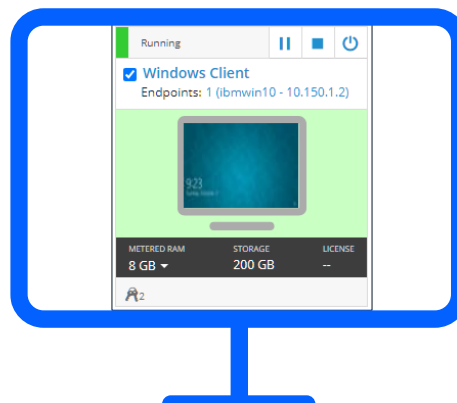 Running
Windows Client
Endpoints: 1 (ibmwin10 - 10.150.1.2)
9:23
METERED RAM STORAGE LICENSE
8 GB 200 GB --
2